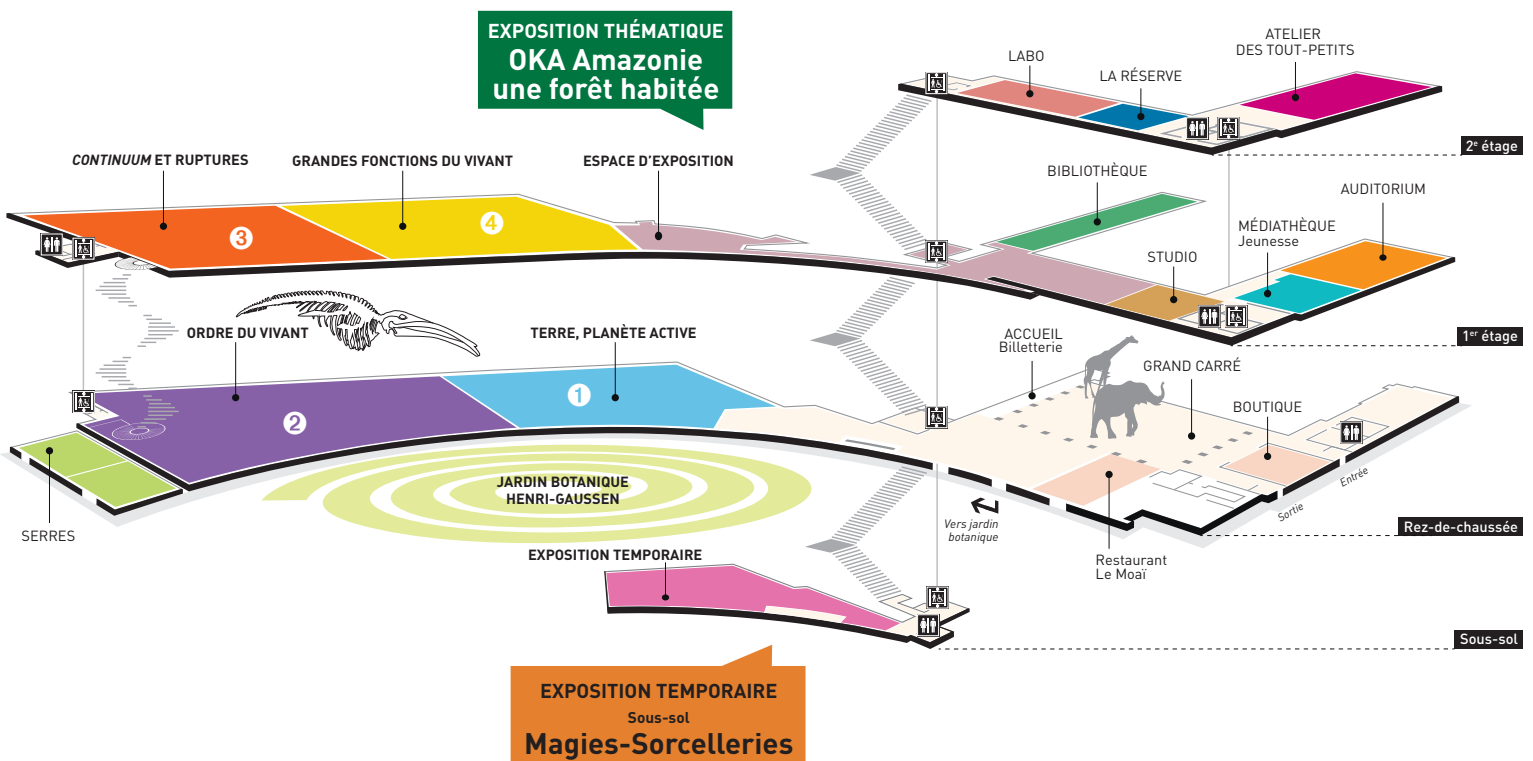 EXPOSITION THÉMATIQUE
OKA Amazonie
une forêt habitée
LABO
LA RÉSERVE
ATELIER
DES TOUT-PETITS
2e étage
CONTINUUM ET RUPTURES
GRANDES FONCTIONS DU VIVANT
ESPACE D'EXPOSITION
BIBLIOTHÈQUE
AUDITORIUM
MÉDIATHÈQUE
Jeunesse
STUDIO
3
4
1er étage
ORDRE DU VIVANT
TERRE, PLANÈTE ACTIVE
ACCUEIL
Billetterie
GRAND CARRÉ
BOUTIQUE
1
2
JARDIN BOTANIQUE
HENRI-GAUSSEN
SERRES
Vers jardin
botanique
Entrée
Sortie
Rez-de-chaussée
Restaurant
Le Moaï
EXPOSITION TEMPORAIRE
Sous-sol
EXPOSITION TEMPORAIRE
Sous-sol
Magies-Sorcelleries